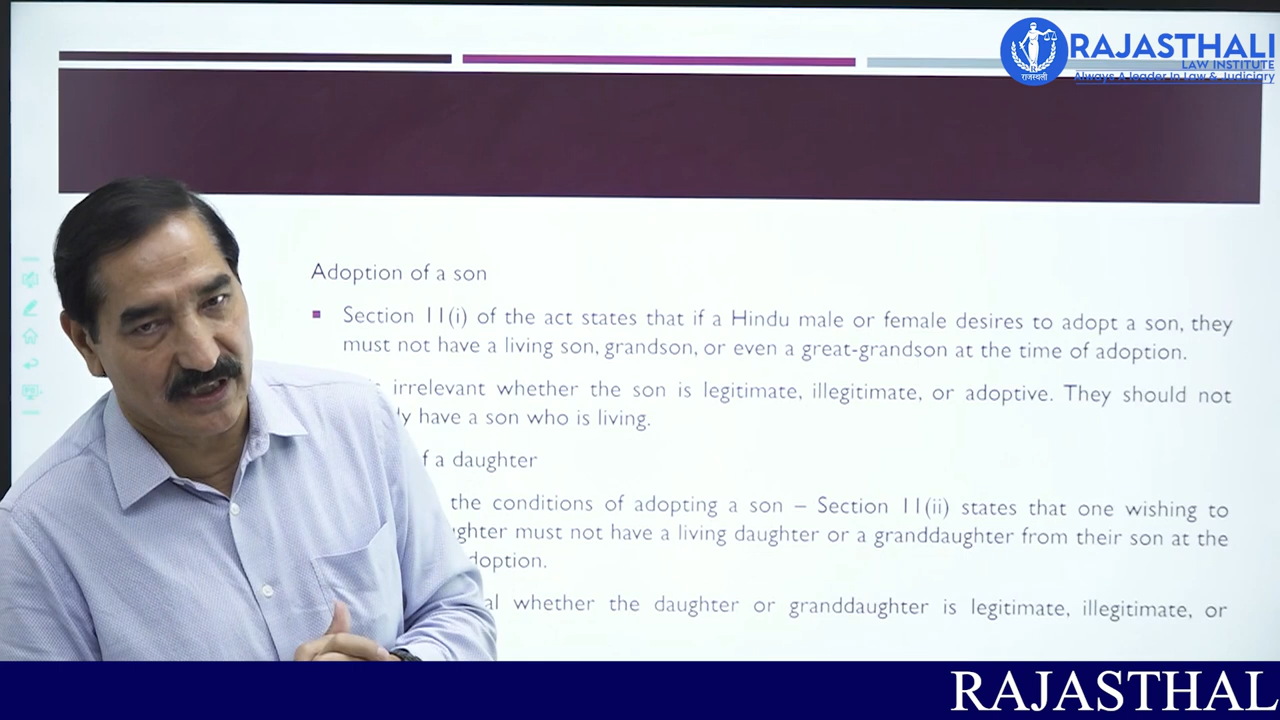 RAJASTHALI
LAW INSTITUTE
Always A leader In Law & Judiciary
राजस्थली
Adoption of a son
Section 11(i) of the act states that if a Hindu male or female desires to adopt a son, they
must not have a living son, grandson, or even a great-grandson at the time of adoption.
irrelevant whether the son is legitimate, illegitimate, or adoptive. They should not
have a son who is living.
a daughter
the conditions of adopting a son – Section 11(ii) states that one wishing to
must not have a living daughter or a granddaughter from their son at the
whether the daughter or granddaughter is legitimate, illegitimate, or
RAJASTHAL